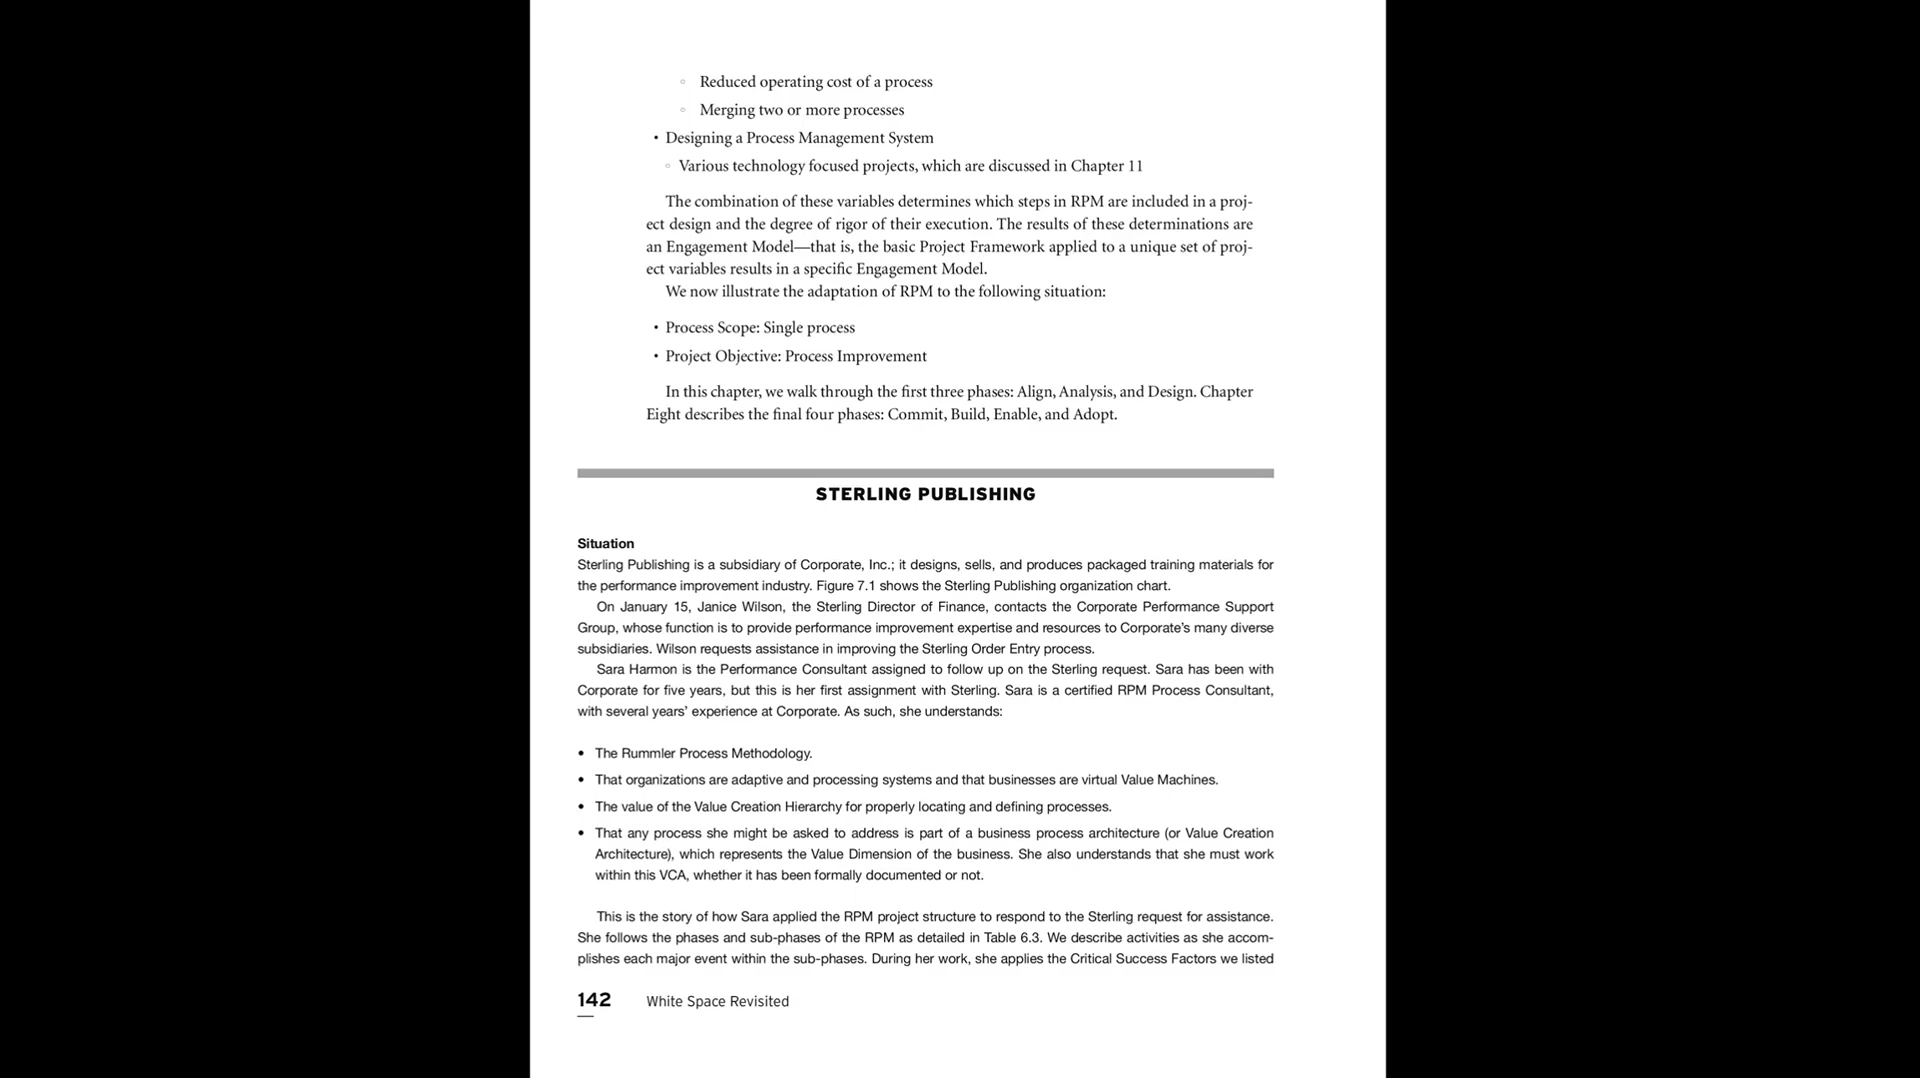 ◦ Reduced operating cost of a process
◦ Merging two or more processes
• Designing a Process Management System
◦ Various technology focused projects, which are discussed in Chapter 11
The combination of these variables determines which steps in RPM are included in a proj-
ect design and the degree of rigor of their execution. The results of these determinations are
an Engagement Model—that is, the basic Project Framework applied to a unique set of proj-
ect variables results in a specific Engagement Model.
We now illustrate the adaptation of RPM to the following situation:
• Process Scope: Single process
• Project Objective: Process Improvement
In this chapter, we walk through the first three phases: Align, Analysis, and Design. Chapter
Eight describes the final four phases: Commit, Build, Enable, and Adopt.
STERLING PUBLISHING
Situation
Sterling Publishing is a subsidiary of Corporate, Inc.; it designs, sells, and produces packaged training materials for
the performance improvement industry. Figure 7.1 shows the Sterling Publishing organization chart.
On January 15, Janice Wilson, the Sterling Director of Finance, contacts the Corporate Performance Support
Group, whose function is to provide performance improvement expertise and resources to Corporate's many diverse
subsidiaries. Wilson requests assistance in improving the Sterling Order Entry process.
Sara Harmon is the Performance Consultant assigned to follow up on the Sterling request. Sara has been with
Corporate for five years, but this is her first assignment with Sterling. Sara is a certified RPM Process Consultant,
with several years' experience at Corporate. As such, she understands:
• The Rummler Process Methodology.
• That organizations are adaptive and processing systems and that businesses are virtual Value Machines.
• The value of the Value Creation Hierarchy for properly locating and defining processes.
• That any process she might be asked to address is part of a business process architecture (or Value Creation
Architecture), which represents the Value Dimension of the business. She also understands that she must work
within this VCA, whether it has been formally documented or not.
This is the story of how Sara applied the RPM project structure to respond to the Sterling request for assistance.
She follows the phases and sub-phases of the RPM as detailed in Table 6.3. We describe activities as she accom-
plishes each major event within the sub-phases. During her work, she applies the Critical Success Factors we listed
142 White Space Revisited